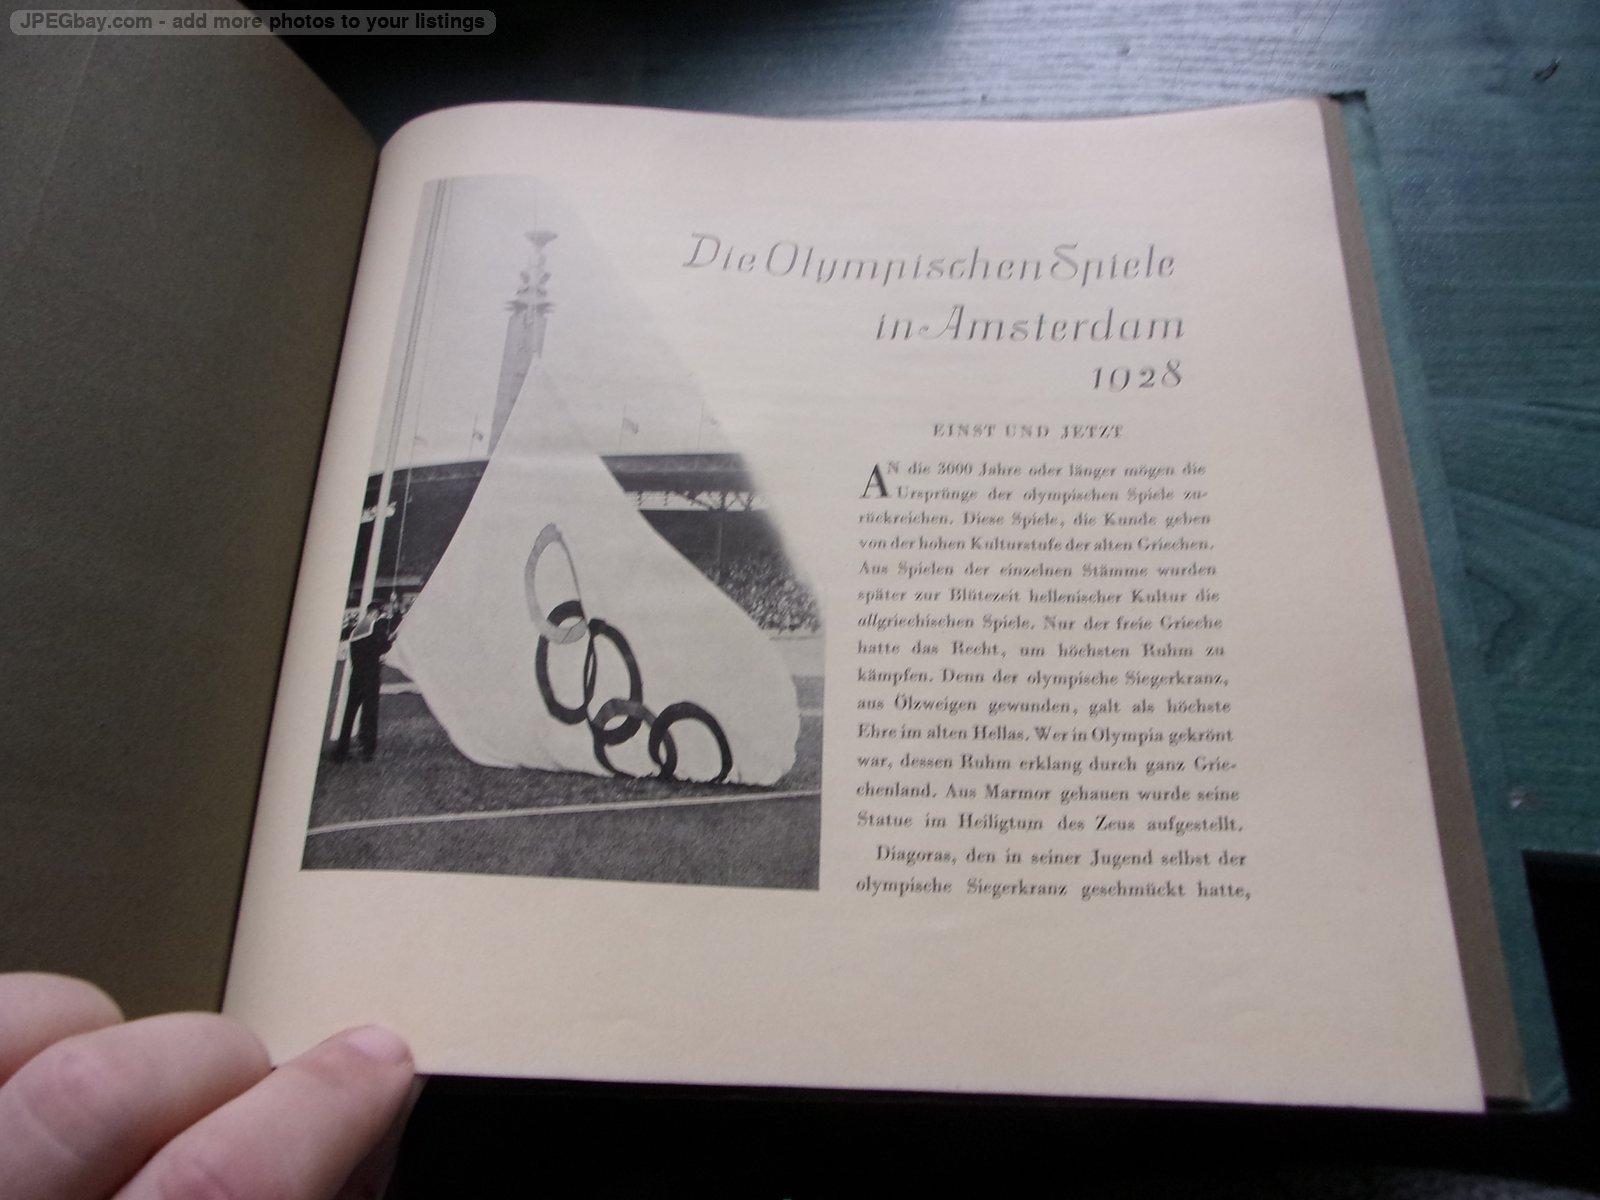 JPEGbay.com - add more photos to your listings
Die Olympischen Spiele
in Amsterdam
1928
EINST UND JETZT
AN die 3000 Jahre oder länger mögen die
Ursprünge der olympischen Spiele zu-
rückreichen. Diese Spiele, die Kunde geben
von der hohen Kulturstufe der alten Griechen.
Aus Spielen der einzelnen Stämme wurden
später zur Blütezeit hellenischer Kultur die
allgriechischen Spiele. Nur der freie Grieche
hatte das Recht, um höchsten Ruhm zu
kämpfen. Denn der olympische Siegerkranz,
aus Ölzweigen gewunden, galt als höchste
Ehre im alten Hellas. Wer in Olympia gekrönt
war, dessen Ruhm erklang durch ganz Grie-
chenland. Aus Marmor gehauen wurde seine
Statue im Heiligtum des Zeus aufgestellt.
Diagoras, den in seiner Jugend selbst der
olympische Siegerkranz geschmückt hatte,